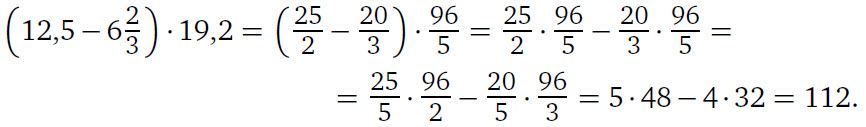 (12,5 − 6 2/3) · 19,2 = (25/2 − 20/3) · 96/5 = 25/2 · 96/5 − 20/3 · 96/5 =
= 25/5 · 96/2 − 20/5 · 96/3 = 5 · 48 − 4 · 32 = 112.